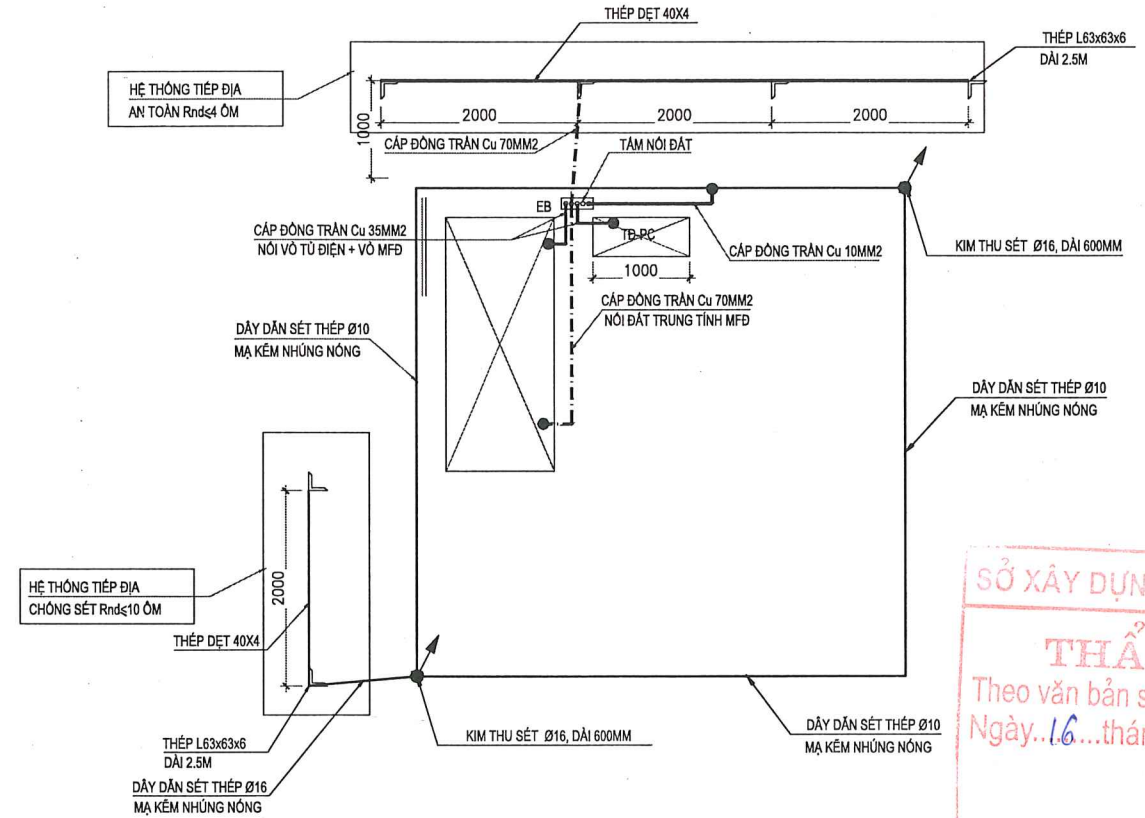 THÉP DẸT 40X4
THÉP L63x63x6
DÀI 2.5M
HỆ THỐNG TIẾP ĐỊA
AN TOÀN Rnd≤4 ÔM
1000
2000
2000
2000
CÁP ĐỒNG TRẦN Cu 70MM2
TẤM NỐI ĐẤT
EB
CÁP ĐỒNG TRẦN Cu 35MM2
NỐI VỎ TỦ ĐIỆN + VỎ MFĐ
TĐ-PC
CÁP ĐỒNG TRẦN Cu 10MM2
KIM THU SÉT Ø16, DÀI 600MM
1000
CÁP ĐỒNG TRẦN Cu 70MM2
NỐI ĐẤT TRUNG TÍNH MFĐ
DÂY DẪN SÉT THÉP Ø10
MẠ KẼM NHÚNG NÓNG
DÂY DẪN SÉT THÉP Ø10
MẠ KẼM NHÚNG NÓNG
HỆ THỐNG TIẾP ĐỊA
CHỐNG SÉT Rnd≤10 ÔM
2000
THÉP DẸT 40X4
THÉP L63x63x6
DÀI 2.5M
DÂY DẪN SÉT THÉP Ø16
MẠ KẼM NHÚNG NÓNG
KIM THU SÉT Ø16, DÀI 600MM
DÂY DẪN SÉT THÉP Ø10
MẠ KẼM NHÚNG NÓNG
SỞ XÂY DỰN
THẨ
Theo văn bản s
Ngày..16...thán